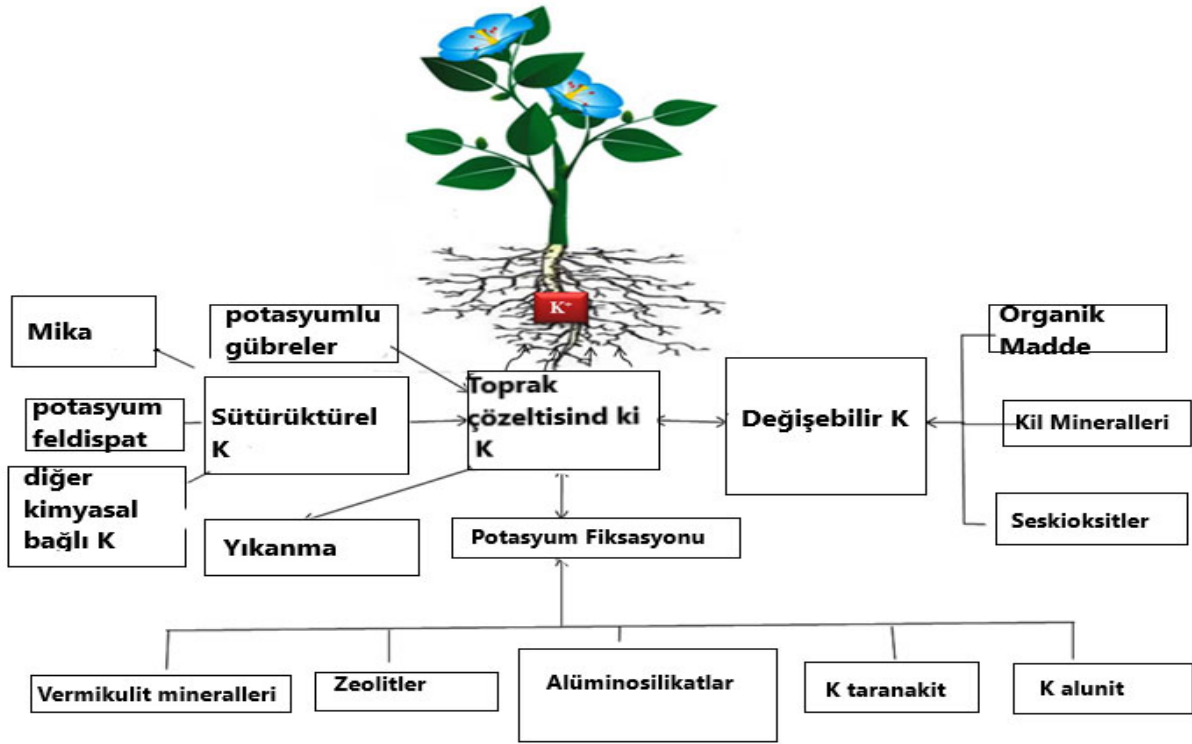 K⁺
Mika
potasyumlu
gübreler
Toprak
çözeltisind ki
K
Organik
Madde
potasyum
feldispat
Sütürüktürel
K
Değişebilir K
Kil Mineralleri
diğer
kimyasal
bağlı K
Yıkanma
Potasyum Fiksasyonu
Seskioksitler
Vermikulit mineralleri
Zeolitler
Alüminosilikatlar
K taranakit
K alunit